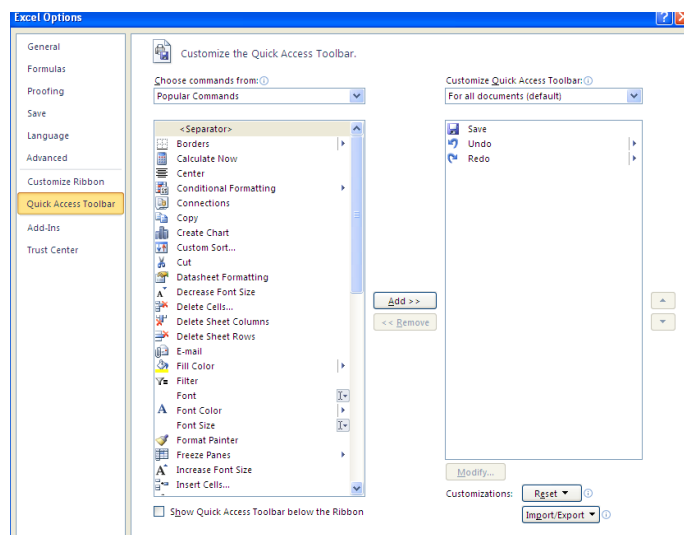 Excel Options
General
Formulas
Proofing
Save
Language
Advanced
Customize Ribbon
Quick Access Toolbar
Add-Ins
Trust Center
Customize the Quick Access Toolbar.
Choose commands from:
Popular Commands
<Separator>
Borders
Calculate Now
Center
Conditional Formatting
Connections
Copy
Create Chart
Custom Sort...
Cut
Datasheet Formatting
Decrease Font Size
Delete Cells...
Delete Sheet Columns
Delete Sheet Rows
E-mail
Fill Color
Filter
Font
Font Color
Font Size
Format Painter
Freeze Panes
Increase Font Size
Insert Cells...
Show Quick Access Toolbar below the Ribbon
Add >>
<< Remove
Customize Quick Access Toolbar:
For all documents (default)
Save
Undo
Redo
Modify...
Customizations: Reset
Import/Export